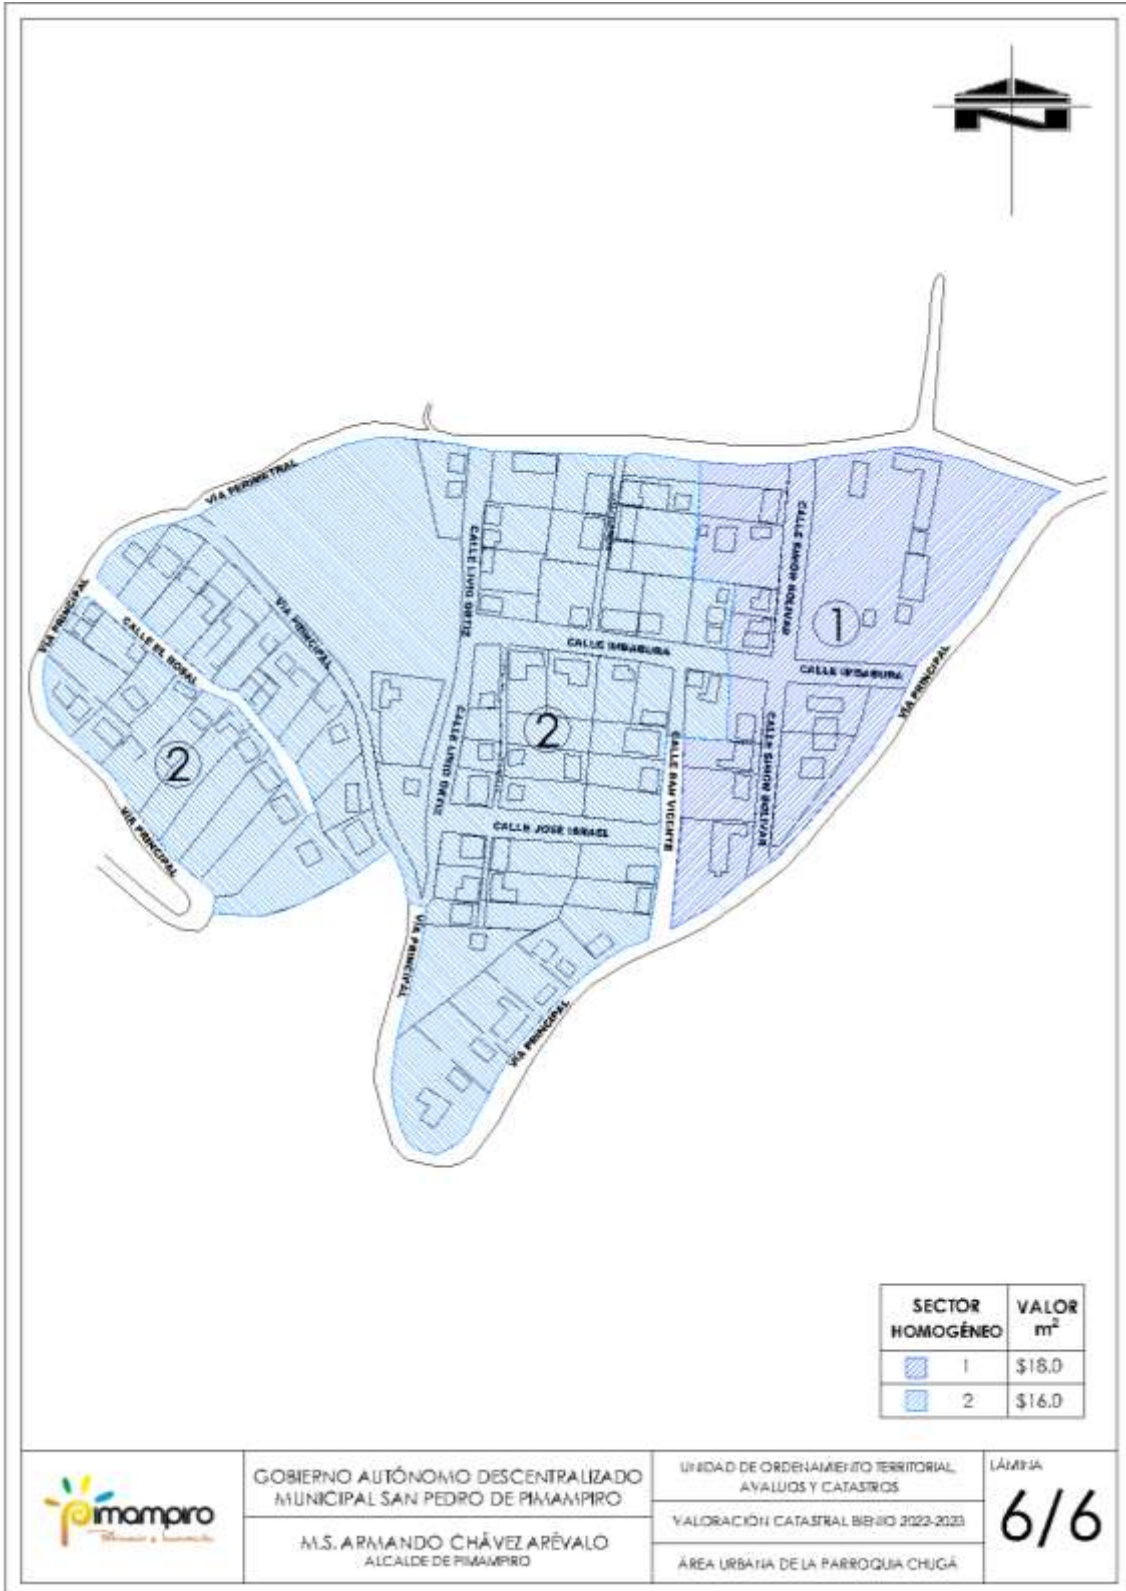 VIA PERIMETRAL
VIA PRINCIPAL
CALLE EL ROSAL
VIA PRINCIPAL
CALLE LIVIO ORTIZ
CALLE IMBABURA
CALLE SIMON BOLIVAR
1
CALLE IMBABURA
VIA PRINCIPAL
2
2
CALLE LIVIO ORTIZ
CALLE SAN VICENTE
CALLE SIMON BOLIVAR
CALLE JOSE ISRAEL
VIA PRINCIPAL
VIA PRINCIPAL
VIA PRINCIPAL
SECTOR HOMOGÉNEO
VALOR m²
1 $18.0
2 $16.0
Pimampiro
GOBIERNO AUTÓNOMO DESCENTRALIZADO
MUNICIPAL SAN PEDRO DE PIMAMPIRO
M.S. ARMANDO CHÁVEZ ARÉVALO
ALCALDE DE PIMAMPIRO
UNIDAD DE ORDENAMIENTO TERRITORIAL,
AVALUOS Y CATASTROS
VALORACIÓN CATASTRAL BIENIO 2022-2023
ÁREA URBANA DE LA PARROQUIA CHUGÁ
LÁMINA
6/6